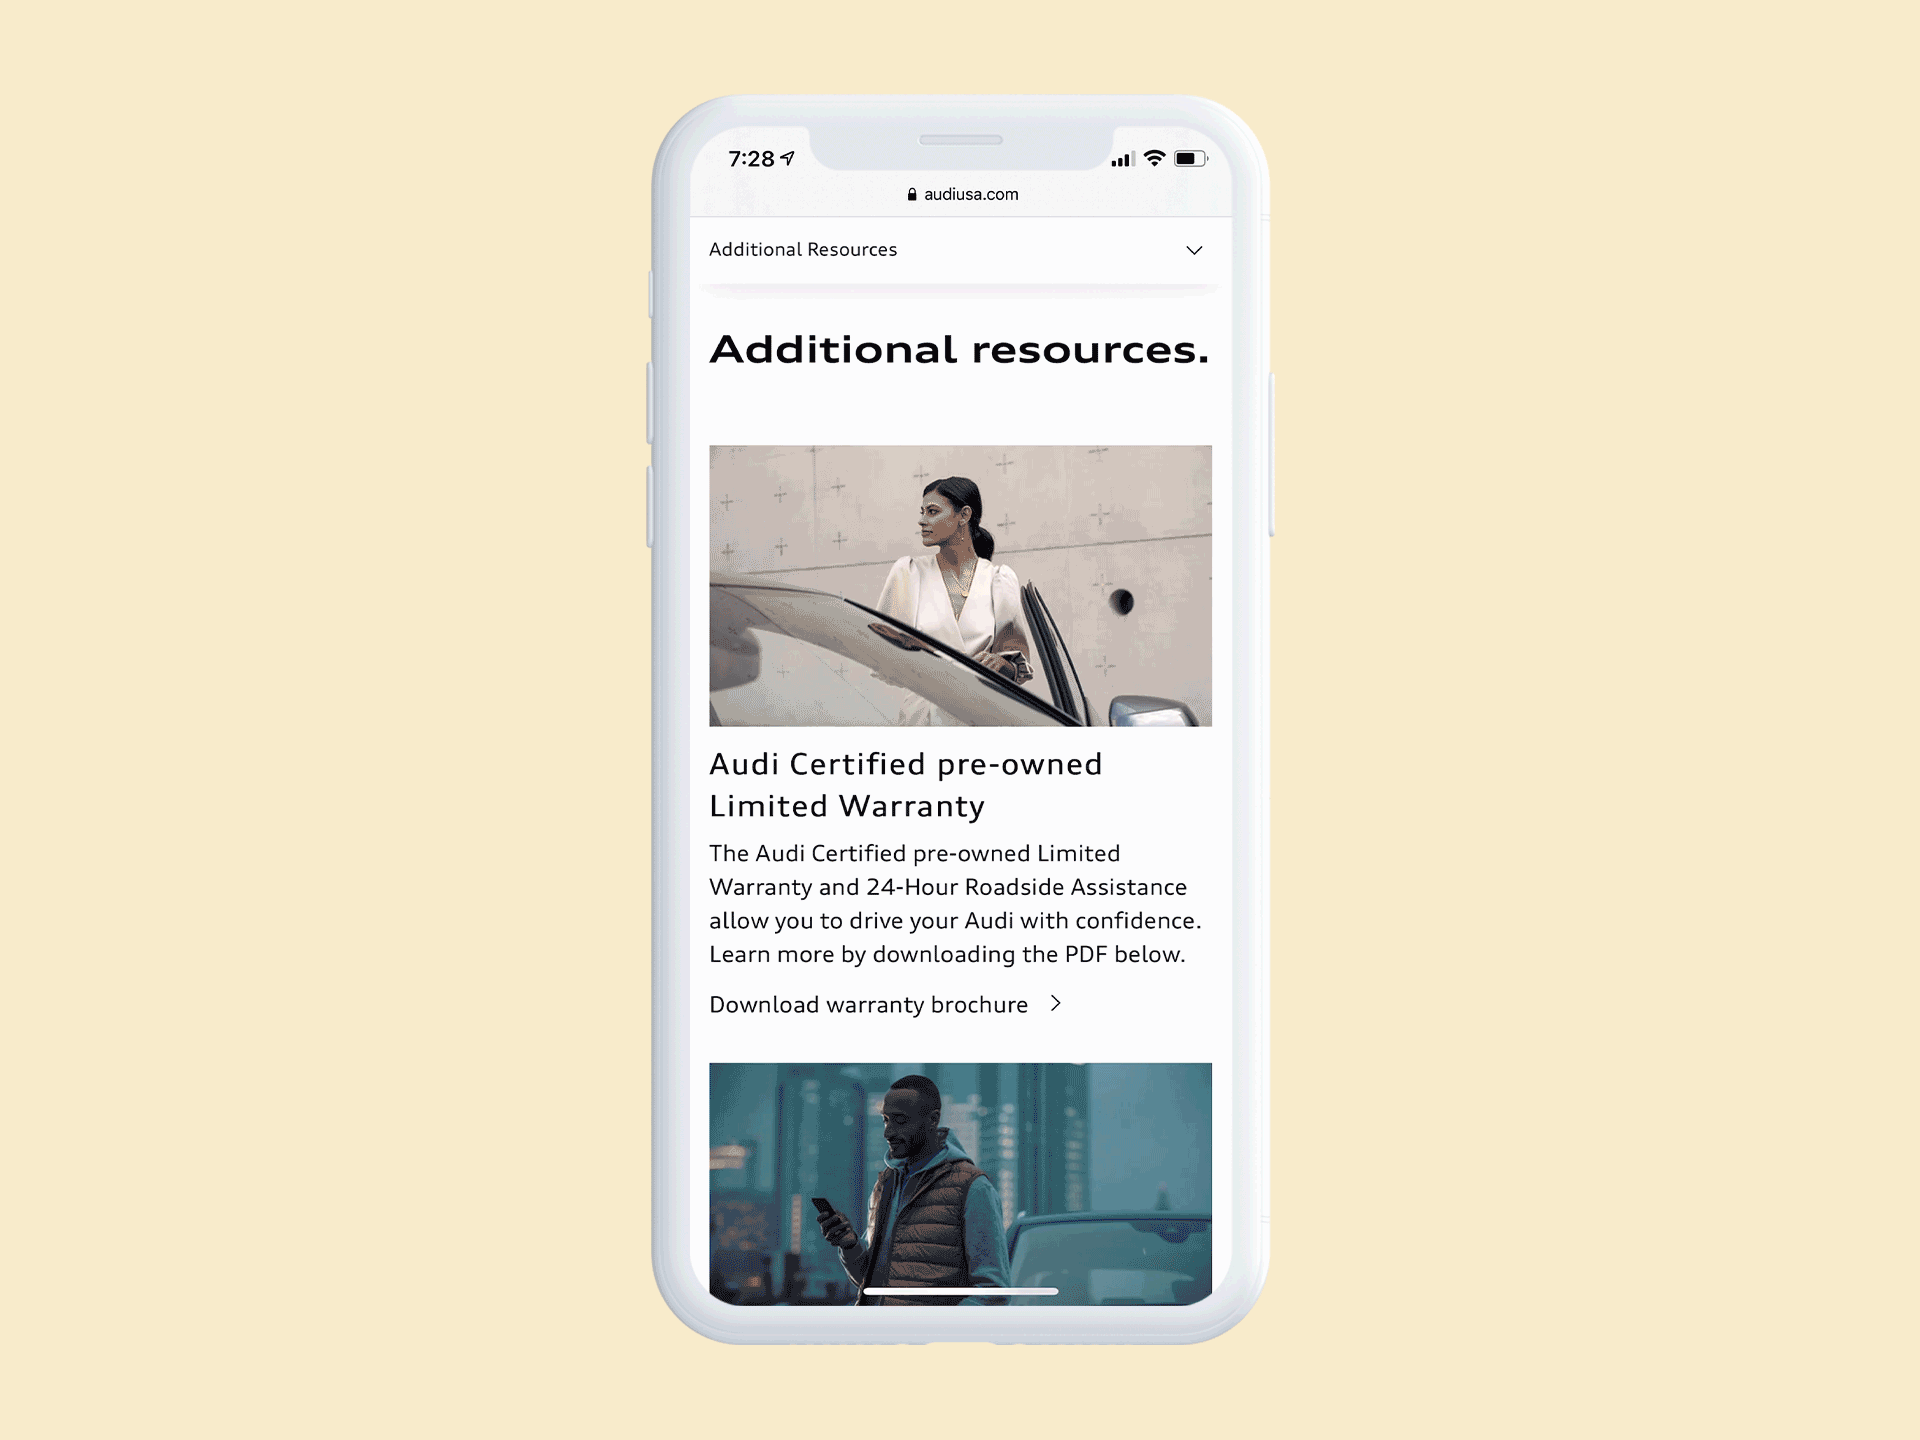 7:28
audiusa.com
Additional Resources
Additional resources.
Audi Certified pre-owned
Limited Warranty
The Audi Certified pre-owned Limited
Warranty and 24-Hour Roadside Assistance
allow you to drive your Audi with confidence.
Learn more by downloading the PDF below.
Download warranty brochure